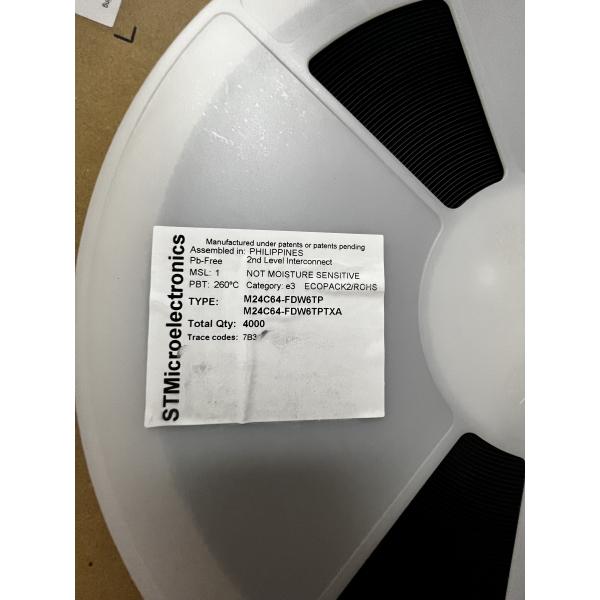 STMicroelectronics
Manufactured under patents or patents pending
Assembled in: PHILIPPINES
Pb-Free 2nd Level Interconnect
MSL: 1 NOT MOISTURE SENSITIVE
PBT: 260°C Category: e3 ECOPACK2/ROHS
TYPE: M24C64-FDW6TP
M24C64-FDW6TPTXA
Total Qty: 4000
Trace codes: 7B3